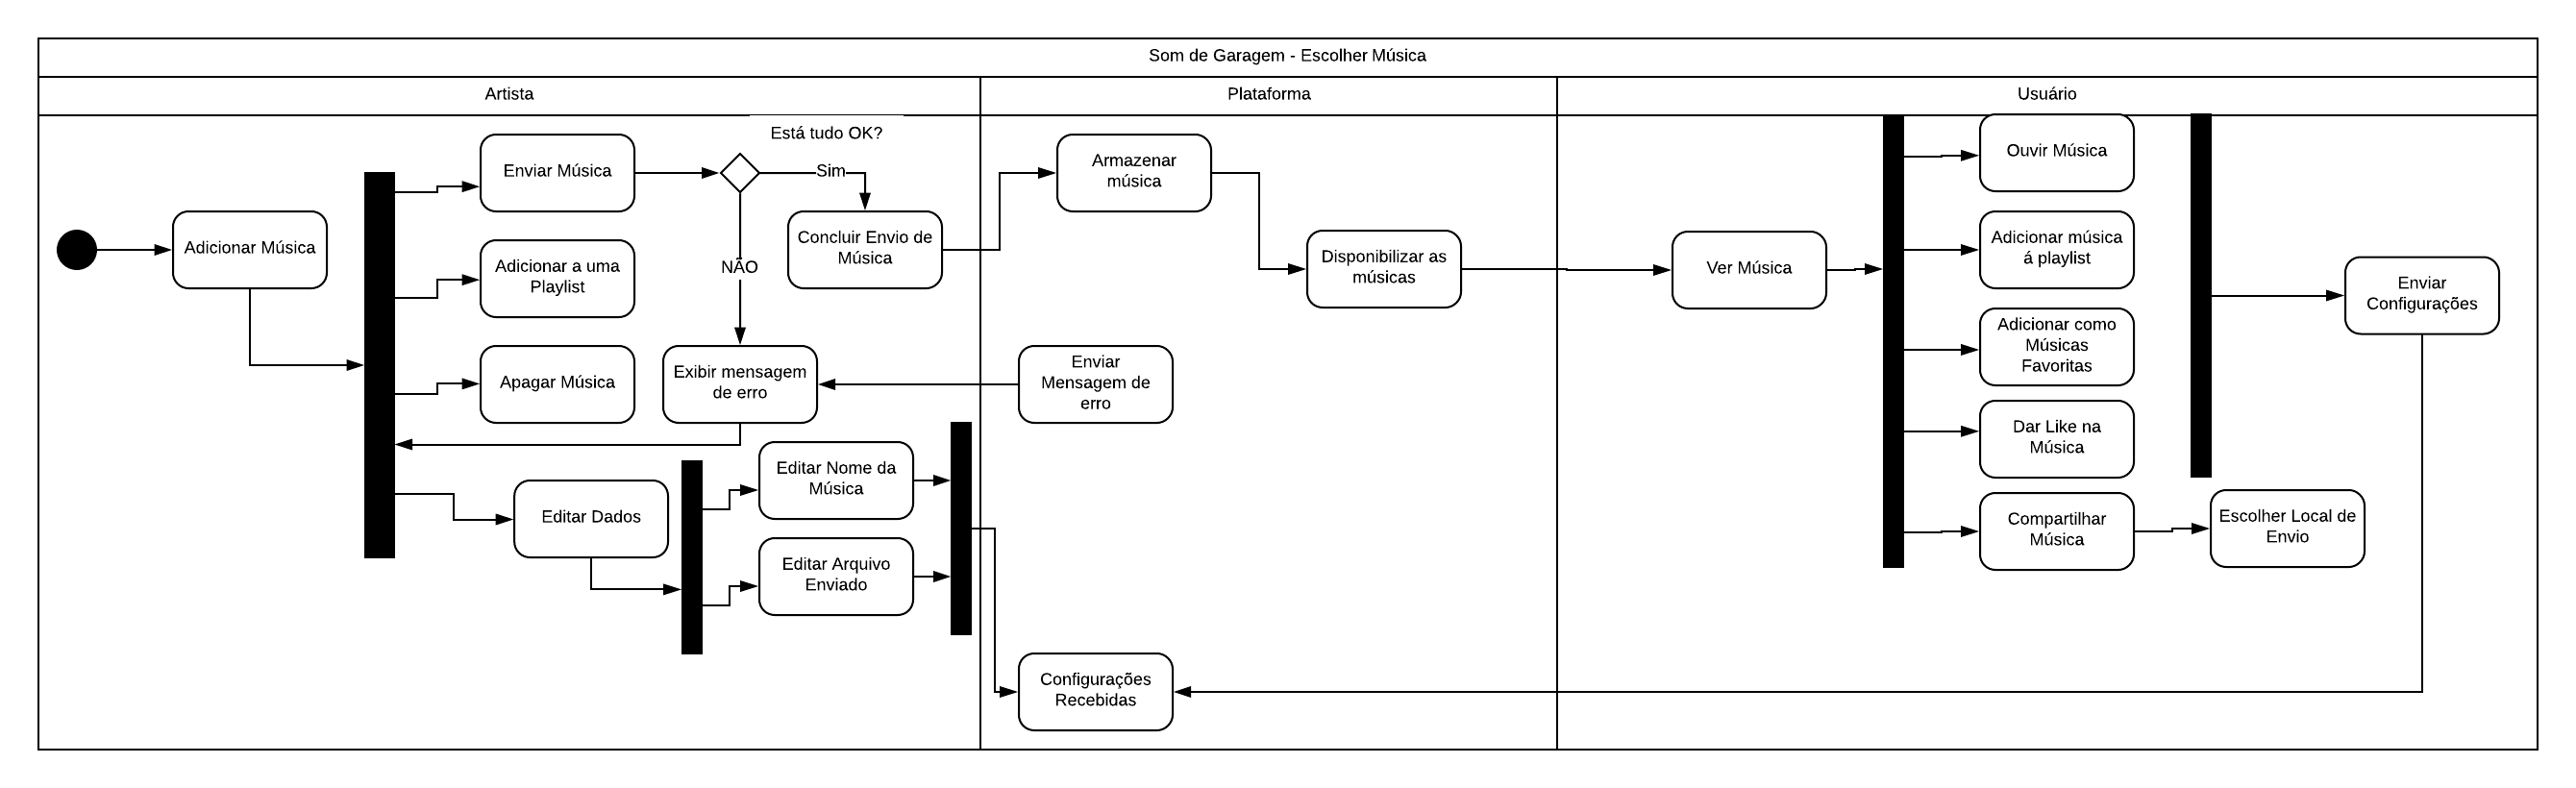 Som de Garagem - Escolher Música
Artista
Plataforma
Usuário
Está tudo OK?
Enviar Música
Sim
Adicionar Música
Adicionar a uma
Playlist
Concluir Envio de
Música
NÃO
Apagar Música
Exibir mensagem
de erro
Editar Dados
Editar Nome da
Música
Editar Arquivo
Enviado
Armazenar
música
Disponibilizar as
músicas
Enviar
Mensagem de
erro
Configurações
Recebidas
Ver Música
Ouvir Música
Adicionar música
á playlist
Adicionar como
Músicas
Favoritas
Dar Like na
Música
Compartilhar
Música
Escolher Local de
Envio
Enviar
Configurações